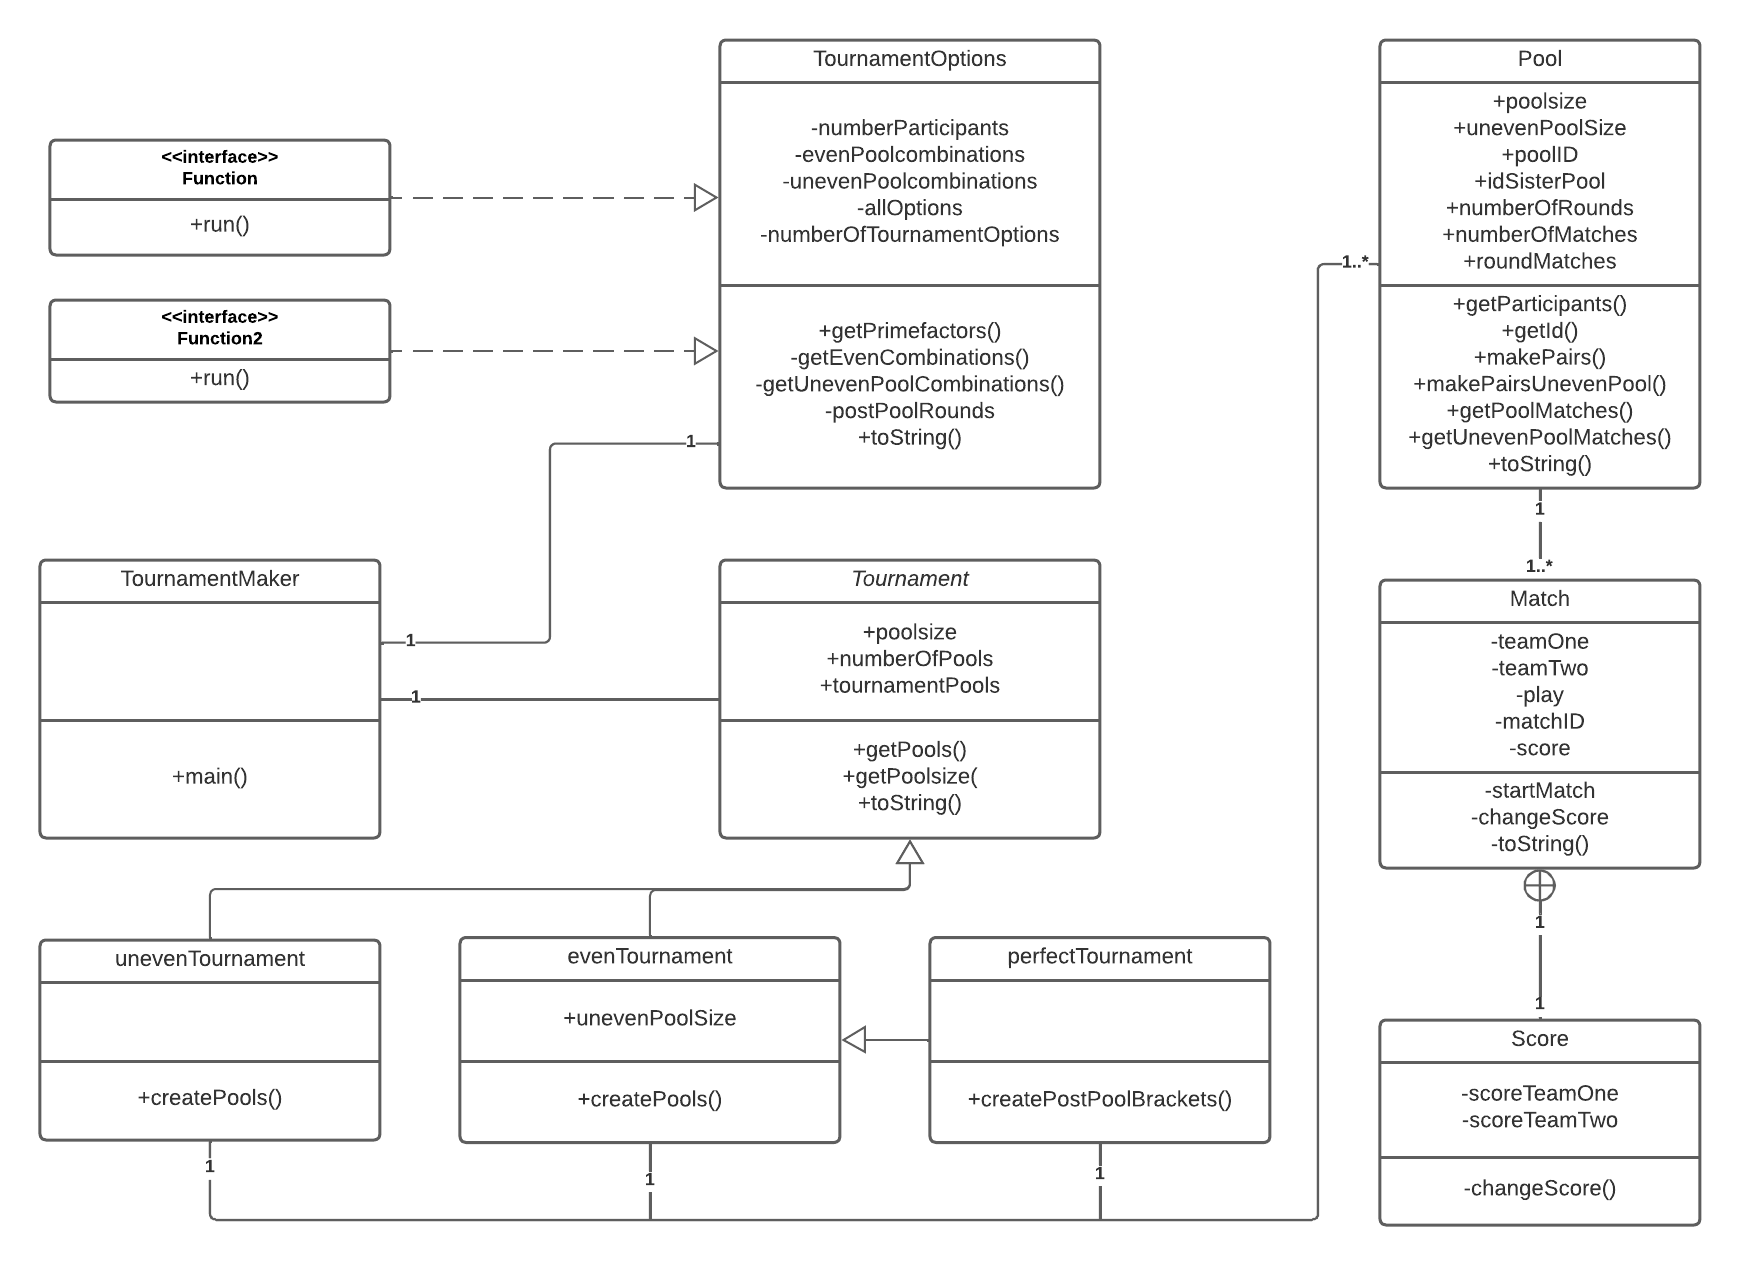 TournamentOptions
-numberParticipants
-evenPoolcombinations
-unevenPoolcombinations
-allOptions
-numberOfTournamentOptions
+getPrimefactors()
-getEvenCombinations()
-getUnevenPoolCombinations()
-postPoolRounds
+toString()
<<interface>>
Function
+run()
<<interface>>
Function2
+run()
1
Pool
+poolsize
+unevenPoolSize
+poolID
+idSisterPool
+numberOfRounds
+numberOfMatches
+roundMatches
1..*
+getParticipants()
+getId()
+makePairs()
+makePairsUnevenPool()
+getPoolMatches()
+getUnevenPoolMatches()
+toString()
1
1..*
TournamentMaker
+main()
1
1
Tournament
+poolsize
+numberOfPools
+tournamentPools
+getPools()
+getPoolsize(
+toString()
Match
-teamOne
-teamTwo
-play
-matchID
-score
-startMatch
-changeScore
-toString()
1
1
unevenTournament
+createPools()
1
evenTournament
+unevenPoolSize
+createPools()
1
perfectTournament
+createPostPoolBrackets()
1
Score
-scoreTeamOne
-scoreTeamTwo
-changeScore()